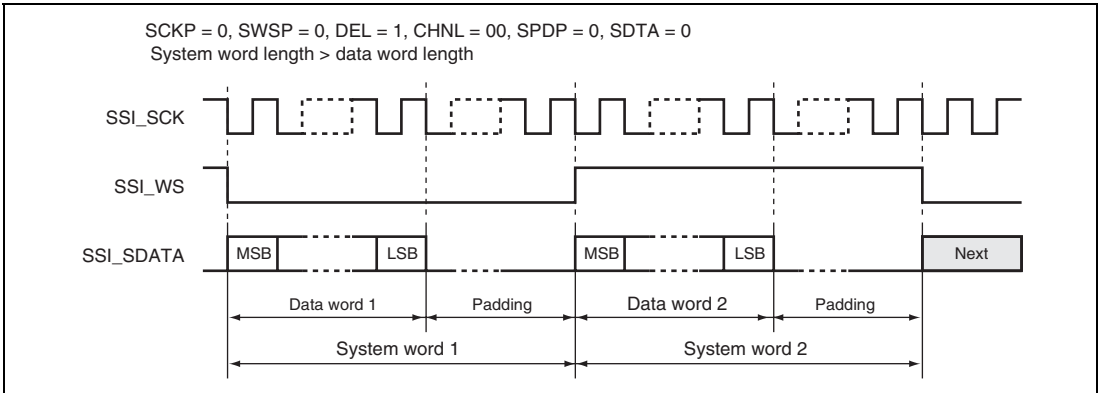 SCKP = 0, SWSP = 0, DEL = 1, CHNL = 00, SPDP = 0, SDTA = 0
System word length > data word length
SSI_SCK
SSI_WS
SSI_SDATA
MSB
LSB
MSB
LSB
Next
Data word 1
Padding
Data word 2
Padding
System word 1
System word 2